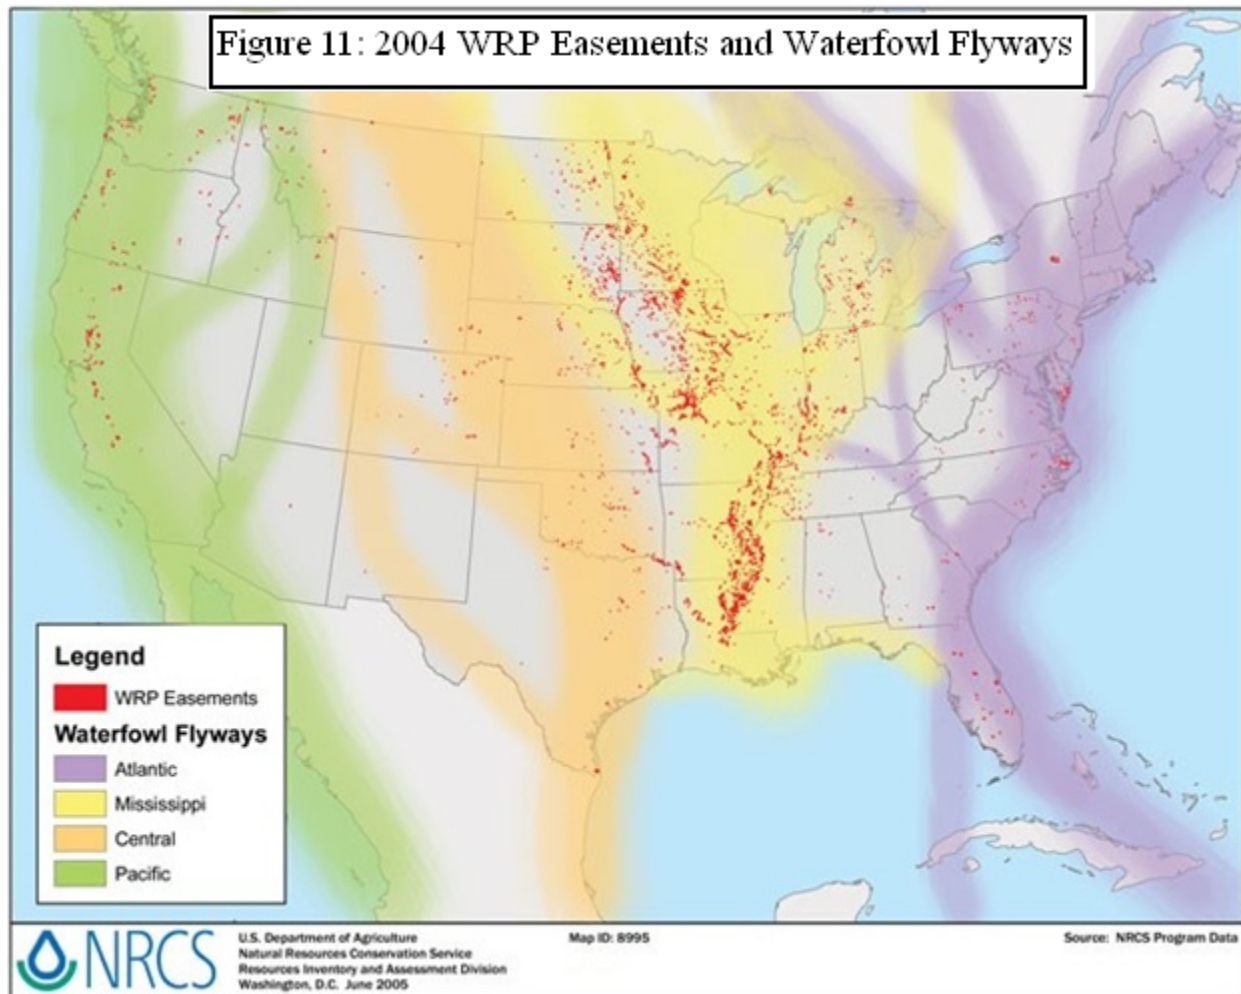 Figure 11: 2004 WRP Easements and Waterfowl Flyways
Legend
WRP Easements
Waterfowl Flyways
Atlantic
Mississippi
Central
Pacific
NRCS
U.S. Department of Agriculture
Natural Resources Conservation Service
Resources Inventory and Assessment Division
Washington, D.C. June 2005
Map ID: 8995
Source: NRCS Program Data